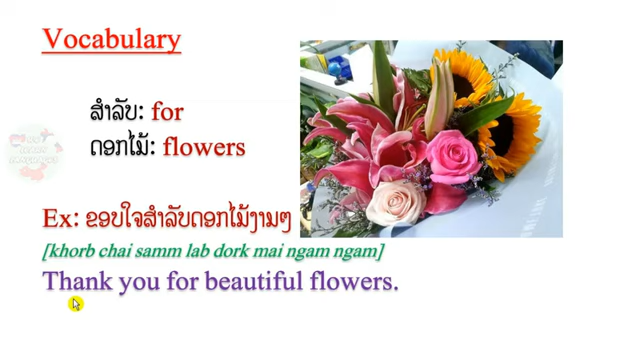 Vocabulary
ສຳລັບ: for
ດອກໄມ້: flowers
Ex: ຂອບໃຈສຳລັບດອກໄມ້ງາມໆ
[khorb chai samm lab dork mai ngam ngam]
Thank you for beautiful flowers.